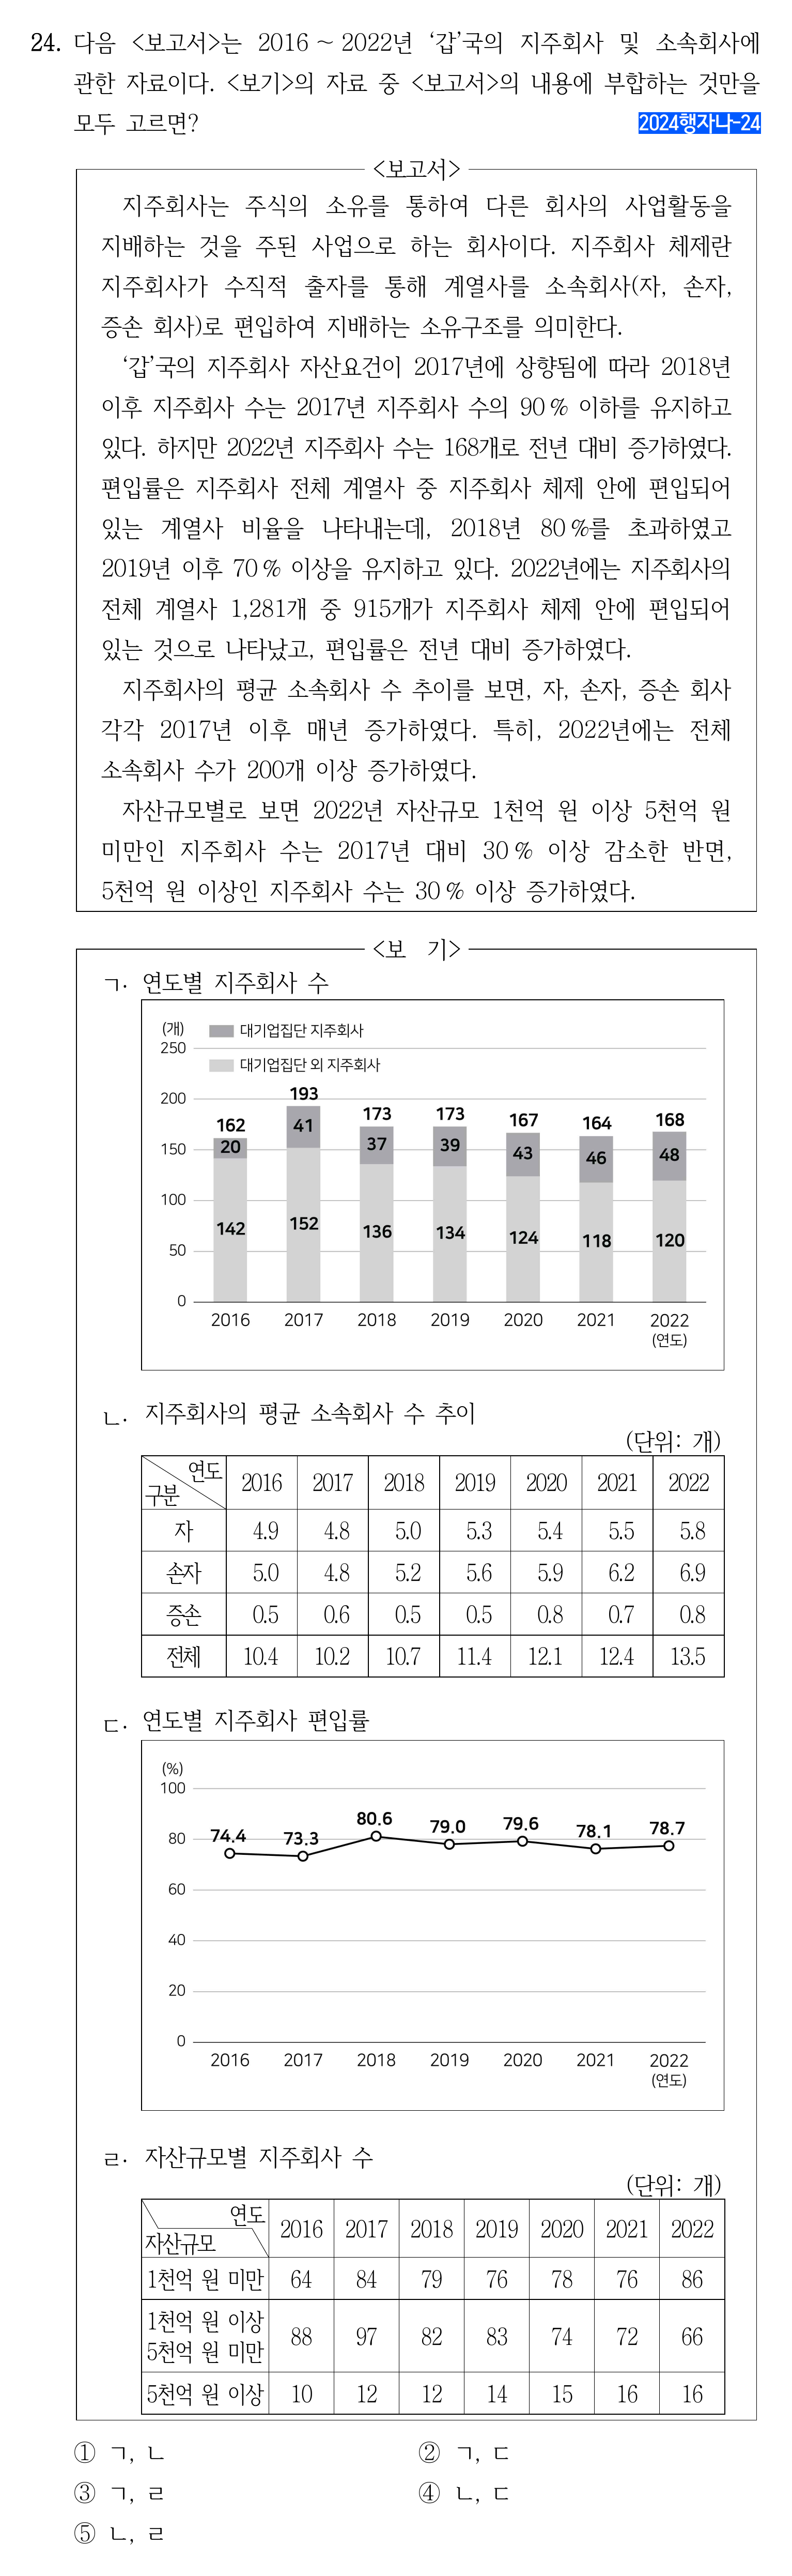 24. 다음 <보고서>는 2016 ~ 2022년 ‘갑’국의 지주회사 및 소속회사에
관한 자료이다. <보기>의 자료 중 <보고서>의 내용에 부합하는 것만을
모두 고르면?
2024행자나-24
<보고서>
지주회사는 주식의 소유를 통하여 다른 회사의 사업활동을
지배하는 것을 주된 사업으로 하는 회사이다. 지주회사 체제란
지주회사가 수직적 출자를 통해 계열사를 소속회사(자, 손자,
증손 회사)로 편입하여 지배하는 소유구조를 의미한다.
‘갑’국의 지주회사 자산요건이 2017년에 상향됨에 따라 2018년
이후 지주회사 수는 2017년 지주회사 수의 90 % 이하를 유지하고
있다. 하지만 2022년 지주회사 수는 168개로 전년 대비 증가하였다.
편입률은 지주회사 전체 계열사 중 지주회사 체제 안에 편입되어
있는 계열사 비율을 나타내는데, 2018년 80 %를 초과하였고
2019년 이후 70 % 이상을 유지하고 있다. 2022년에는 지주회사의
전체 계열사 1,281개 중 915개가 지주회사 체제 안에 편입되어
있는 것으로 나타났고, 편입률은 전년 대비 증가하였다.
지주회사의 평균 소속회사 수 추이를 보면, 자, 손자, 증손 회사
각각 2017년 이후 매년 증가하였다. 특히, 2022년에는 전체
소속회사 수가 200개 이상 증가하였다.
자산규모별로 보면 2022년 자산규모 1천억 원 이상 5천억 원
미만인 지주회사 수는 2017년 대비 30 % 이상 감소한 반면,
5천억 원 이상인 지주회사 수는 30 % 이상 증가하였다.
<보 기>
ㄱ. 연도별 지주회사 수
(개)
대기업집단 지주회사
대기업집단 외 지주회사
250
200
150
100
50
0
162 193 173 173 167 164 168
20 41 37 39 43 46 48
142 152 136 134 124 118 120
2016 2017 2018 2019 2020 2021 2022
(연도)
ㄴ. 지주회사의 평균 소속회사 수 추이
(단위: 개)
구분 연도 2016 2017 2018 2019 2020 2021 2022
자 4.9 4.8 5.0 5.3 5.4 5.5 5.8
손자 5.0 4.8 5.2 5.6 5.9 6.2 6.9
증손 0.5 0.6 0.5 0.5 0.8 0.7 0.8
전체 10.4 10.2 10.7 11.4 12.1 12.4 13.5
ㄷ. 연도별 지주회사 편입률
(%)
100
80
60
40
20
0
74.4 73.3 80.6 79.0 79.6 78.1 78.7
2016 2017 2018 2019 2020 2021 2022
(연도)
ㄹ. 자산규모별 지주회사 수
(단위: 개)
자산규모 연도 2016 2017 2018 2019 2020 2021 2022
1천억 원 미만 64 84 79 76 78 76 86
1천억 원 이상
5천억 원 미만 88 97 82 83 74 72 66
5천억 원 이상 10 12 12 14 15 16 16
① ㄱ, ㄴ
② ㄱ, ㄷ
③ ㄱ, ㄹ
④ ㄴ, ㄷ
⑤ ㄴ, ㄹ